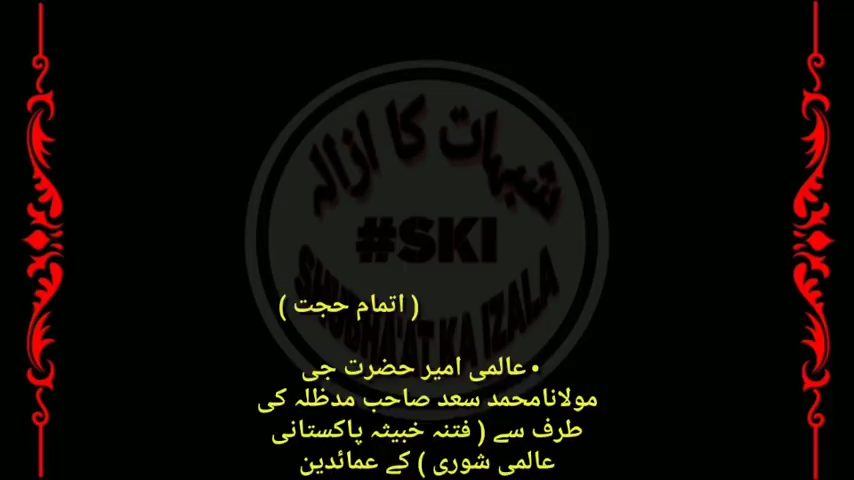 شبہات کا ازالہ
#SKI
SHUBHA'AT KA IZALA
( اتمام حجت )
• عالمی امیر حضرت جی
مولانامحمد سعد صاحب مدظلہ کی
طرف سے ( فتنہ خبیثہ پاکستانی
عالمی شوری ) کے عمائدین